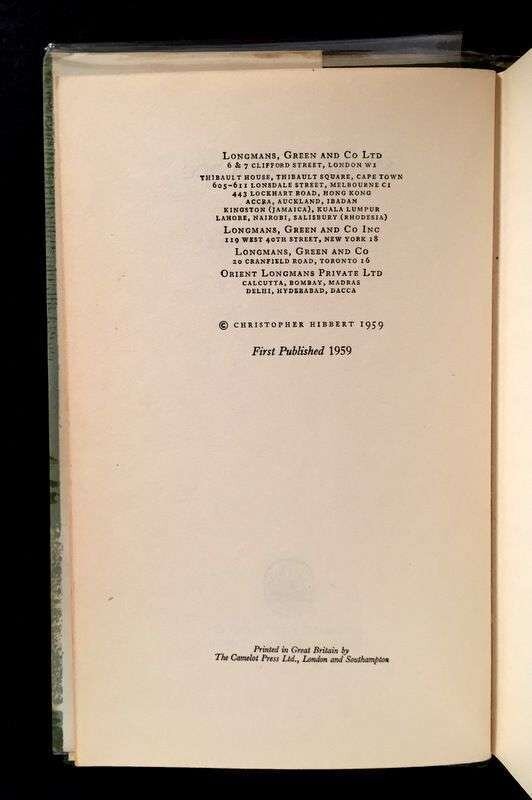 LONGMANS, GREEN AND CO LTD
6 & 7 CLIFFORD STREET, LONDON W1
THIBAULT HOUSE, THIBAULT SQUARE, CAPE TOWN
605–611 LONSDALE STREET, MELBOURNE C1
443 LOCKHART ROAD, HONG KONG
ACCRA, AUCKLAND, IBADAN
KINGSTON (JAMAICA), KUALA LUMPUR
LAHORE, NAIROBI, SALISBURY (RHODESIA)
LONGMANS, GREEN AND CO INC
119 WEST 40TH STREET, NEW YORK 18
LONGMANS, GREEN AND CO
20 CRANFIELD ROAD, TORONTO 16
ORIENT LONGMANS PRIVATE LTD
CALCUTTA, BOMBAY, MADRAS
DELHI, HYDERABAD, DACCA
© CHRISTOPHER HIBBERT 1959
First Published 1959
Printed in Great Britain by
The Camelot Press Ltd., London and Southampton